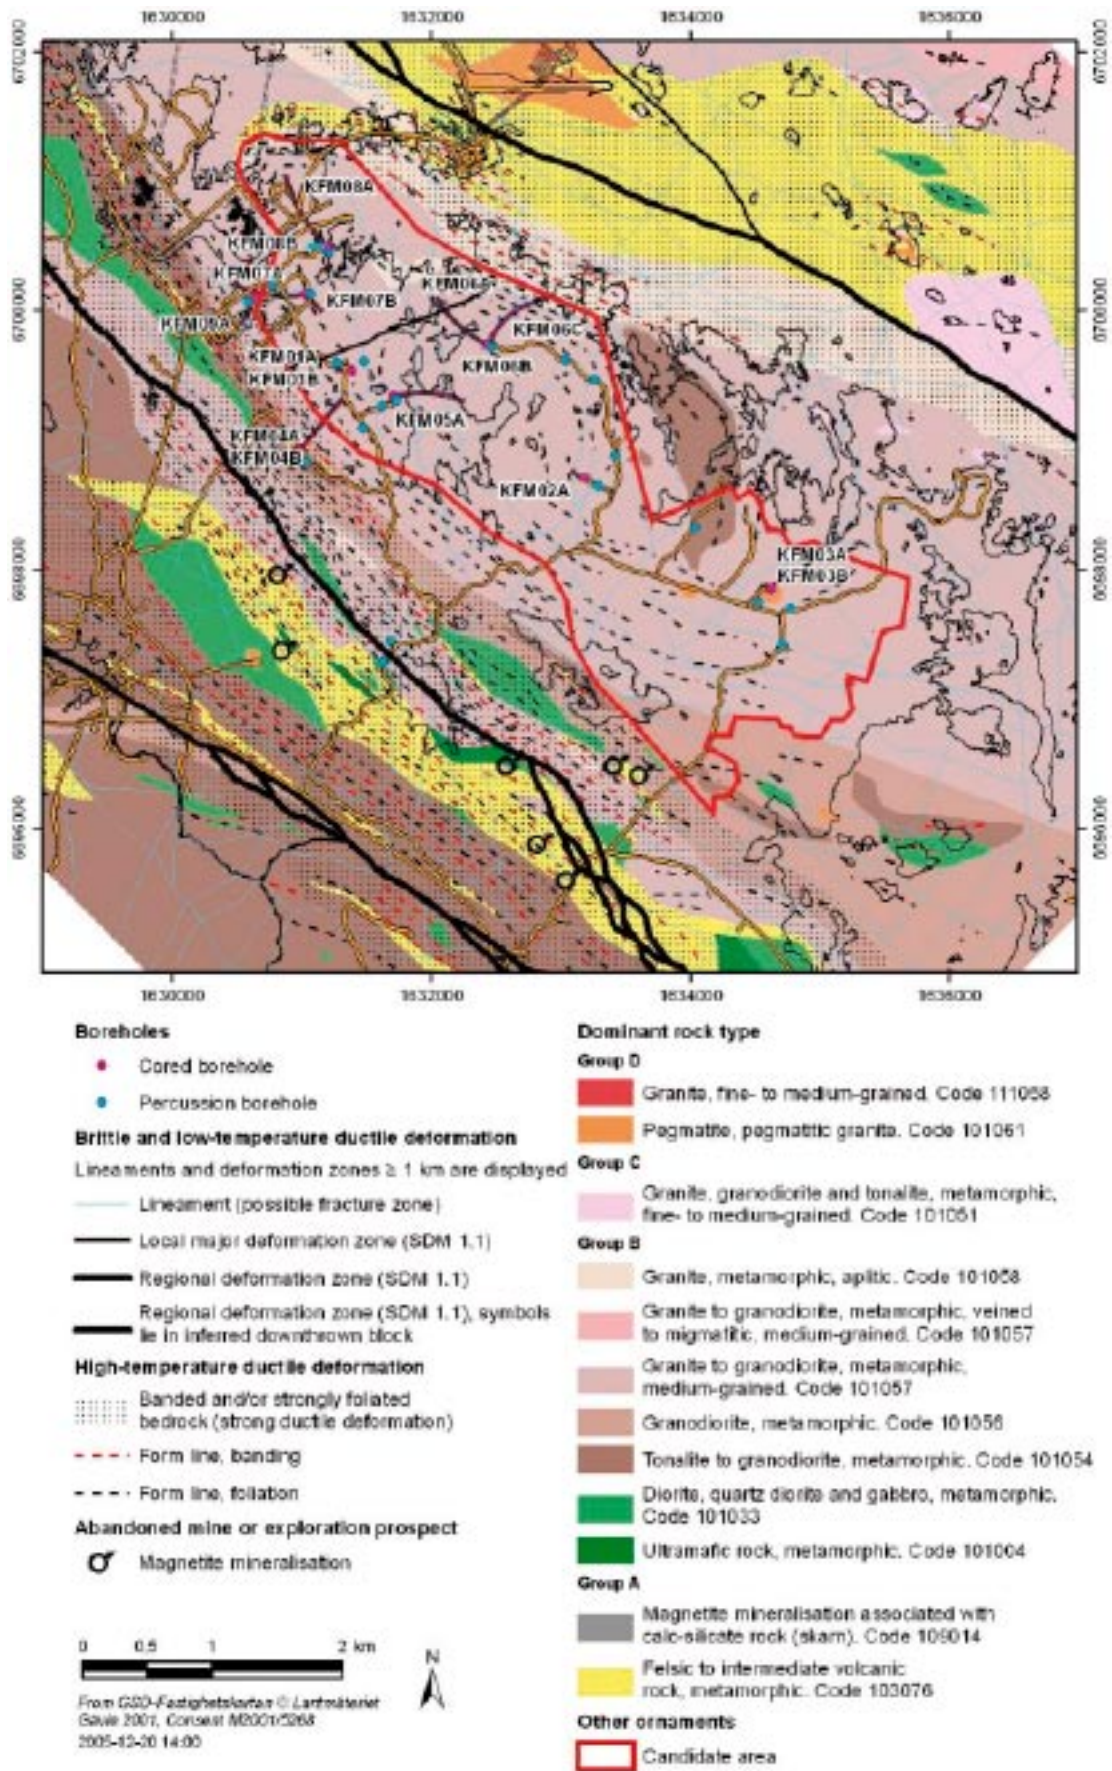 1630000 1632000 1634000 1636000
6702000 6702000
KFM08A
KFM08B
KFM07A
KFM07B
6700000 6700000
KFM09A
KFM06C
KFM01A
KFM06B
KFM01B
KFM05A
KFM04A
KFM04B
KFM02A
KFM03A
6698000 6698000
KFM03B
6696000 6696000
1630000 1632000 1634000 1636000
Boreholes
Cored borehole
Percussion borehole
Brittle and low-temperature ductile deformation
Lineaments and deformation zones ≥ 1 km are displayed
Lineament (possible fracture zone)
Local major deformation zone (SDM 1.1)
Regional deformation zone (SDM 1.1)
Regional deformation zone (SDM 1.1), symbols
lie in inferred downthrown block
High-temperature ductile deformation
Banded and/or strongly foliated
bedrock (strong ductile deformation)
Form line, banding
Form line, foliation
Abandoned mine or exploration prospect
Magnetite mineralisation
0 0.5 1 2 km
N
From GSD-Fastighetskartan © Lantmäteriet
Gävle 2001, Consent M2001/5268
2005-12-20 14:00
Dominant rock type
Group D
Granite, fine- to medium-grained. Code 111058
Pegmatite, pegmatitic granite. Code 101061
Group C
Granite, granodiorite and tonalite, metamorphic,
fine- to medium-grained. Code 101051
Group B
Granite, metamorphic, aplitic. Code 101058
Granite to granodiorite, metamorphic, veined
to migmatitic, medium-grained. Code 101057
Granite to granodiorite, metamorphic,
medium-grained. Code 101057
Granodiorite, metamorphic. Code 101056
Tonalite to granodiorite, metamorphic. Code 101054
Diorite, quartz diorite and gabbro, metamorphic.
Code 101033
Ultramafic rock, metamorphic. Code 101004
Group A
Magnetite mineralisation associated with
calc-silicate rock (skarn). Code 109014
Felsic to intermediate volcanic
rock, metamorphic. Code 103076
Other ornaments
Candidate area